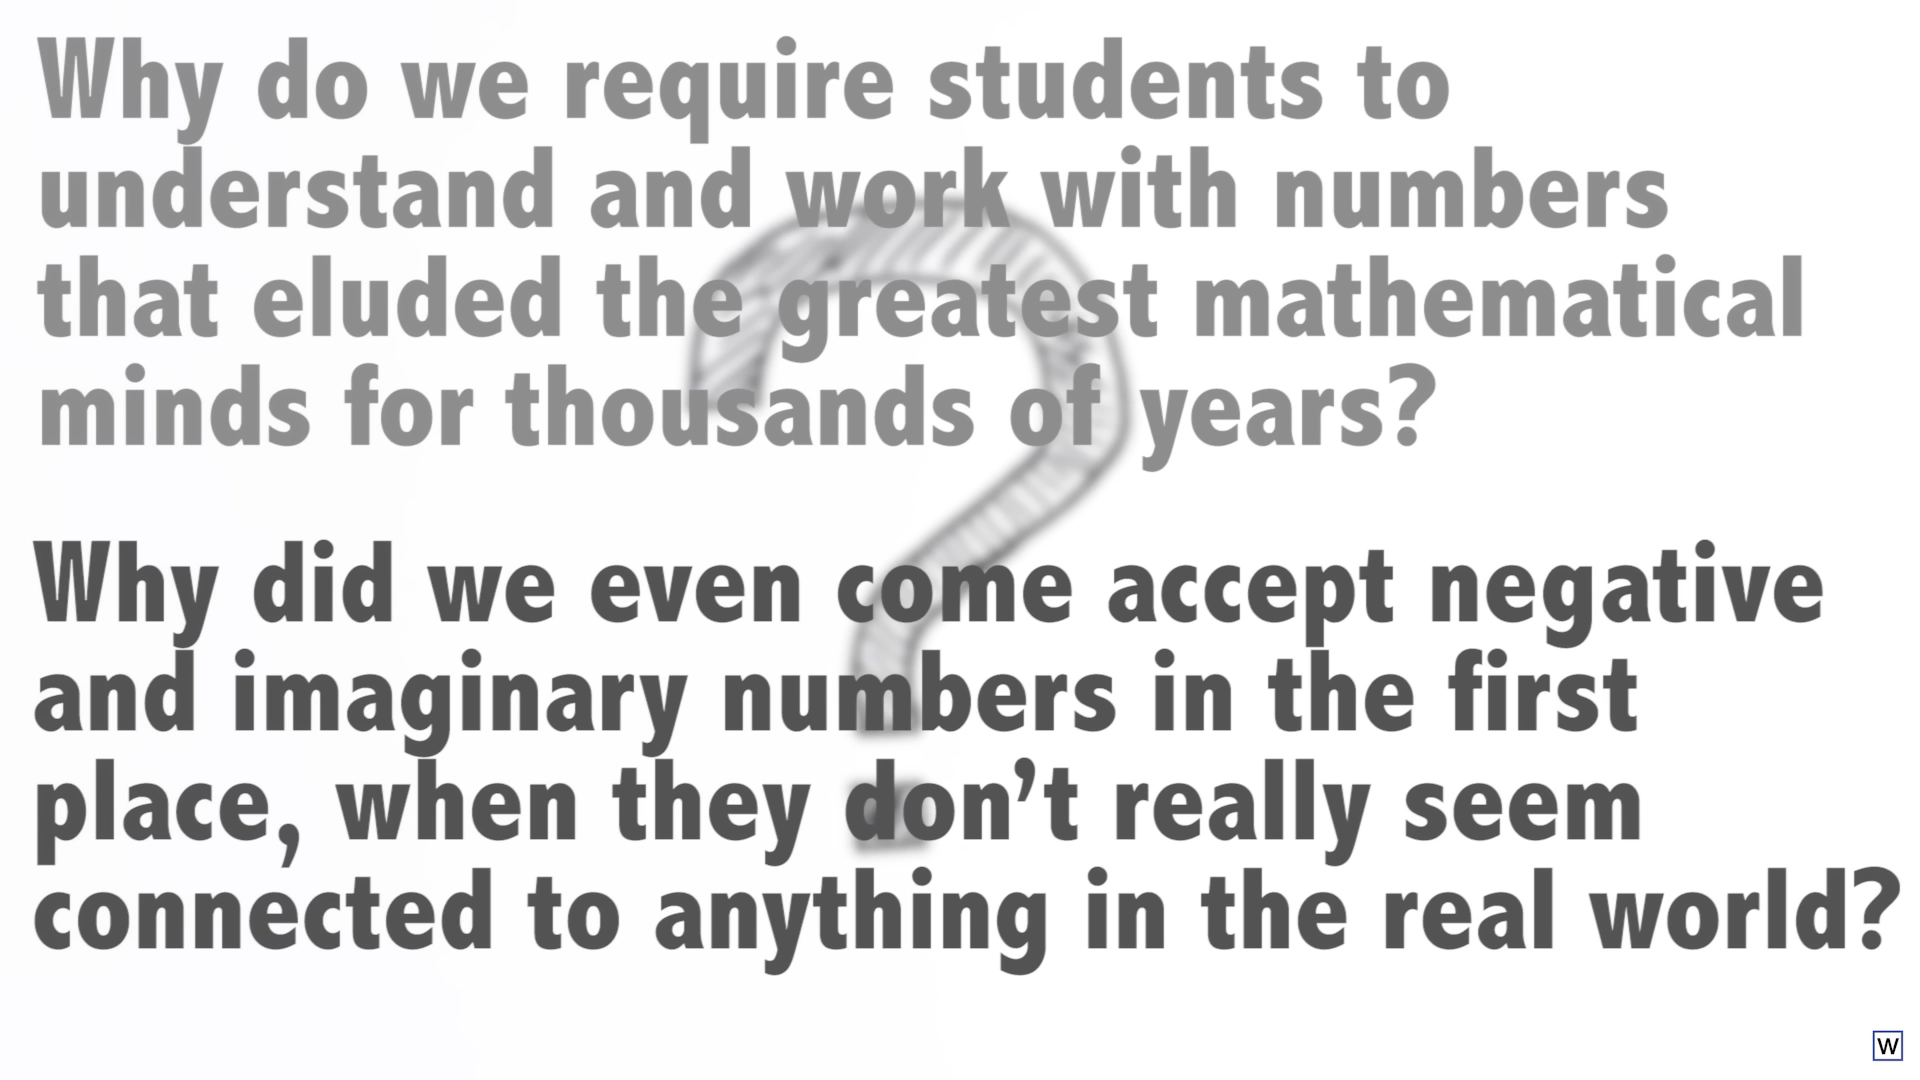 Why do we require students to
understand and work with numbers
that eluded the greatest mathematical
minds for thousands of years?
Why did we even come accept negative
and imaginary numbers in the first
place, when they don’t really seem
connected to anything in the real world?
W